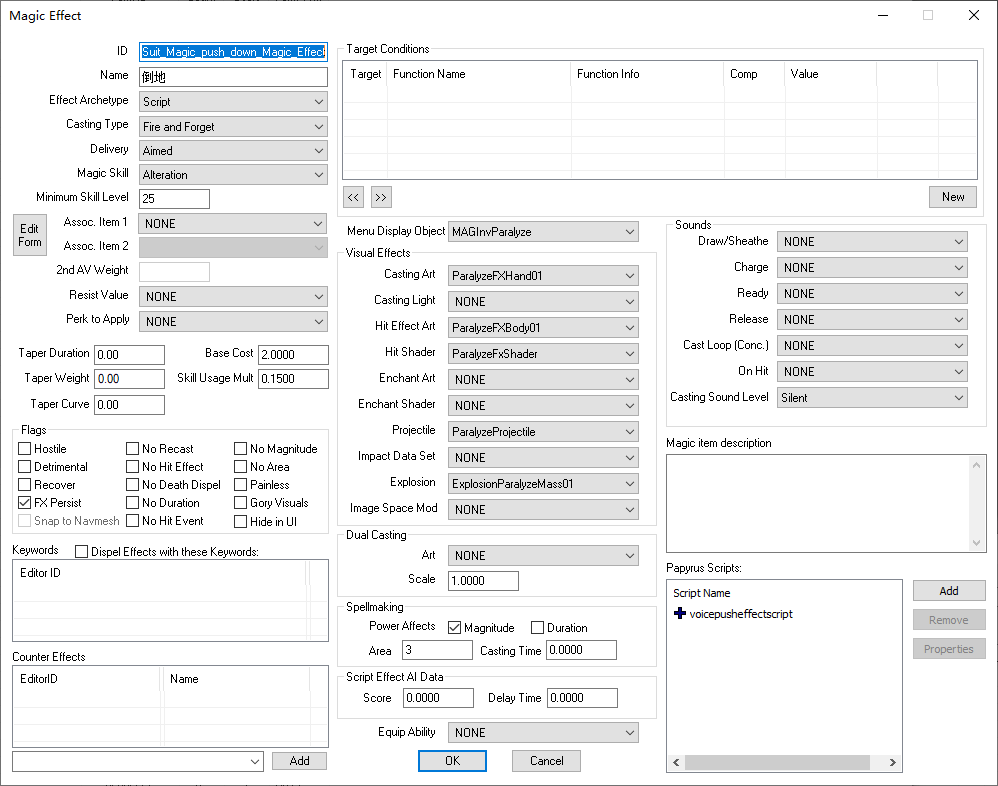 Magic Effect
ID Suit_Magic_push_down_Magic_Effect
Name 倒地
Effect Archetype Script
Casting Type Fire and Forget
Delivery Aimed
Magic Skill Alteration
Minimum Skill Level 25
Edit Form
Assoc. Item 1 NONE
Assoc. Item 2
2nd AV Weight
Resist Value NONE
Perk to Apply NONE
Taper Duration 0.00 Base Cost 2.0000
Taper Weight 0.00 Skill Usage Mult 0.1500
Taper Curve 0.00
Flags
Hostile No Recast No Magnitude
Detrimental No Hit Effect No Area
Recover No Death Dispel Painless
FX Persist No Duration Gory Visuals
Snap to Navmesh No Hit Event Hide in UI
Keywords Dispel Effects with these Keywords:
Editor ID
Counter Effects
EditorID Name
Add
Target Conditions
Target Function Name Function Info Comp Value
<< >> New
Menu Display Object MAGInvParalyze
Visual Effects
Casting Art ParalyzeFXHand01
Casting Light NONE
Hit Effect Art ParalyzeFXBody01
Hit Shader ParalyzeFxShader
Enchant Art NONE
Enchant Shader NONE
Projectile ParalyzeProjectile
Impact Data Set NONE
Explosion ExplosionParalyzeMass01
Image Space Mod NONE
Dual Casting
Art NONE
Scale 1.0000
Spellmaking
Power Affects Magnitude Duration
Area 3 Casting Time 0.0000
Script Effect AI Data
Score 0.0000 Delay Time 0.0000
Equip Ability NONE
OK Cancel
Sounds
Draw/Sheathe NONE
Charge NONE
Ready NONE
Release NONE
Cast Loop (Conc.) NONE
On Hit NONE
Casting Sound Level Silent
Magic item description
Papyrus Scripts:
Script Name
voicepusheffectscript
Add
Remove
Properties